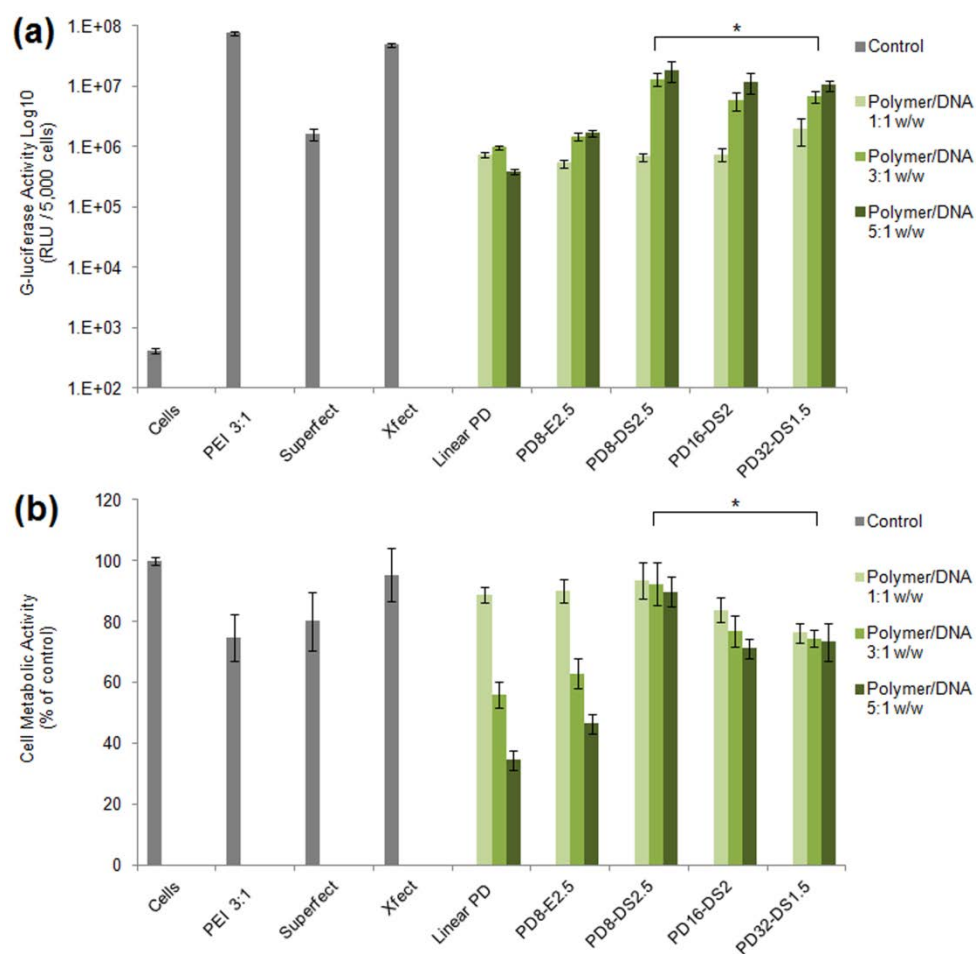 (a)
G-luciferase Activity Log10
(RLU / 5,000 cells)
1.E+08
1.E+07
1.E+06
1.E+05
1.E+04
1.E+03
1.E+02
*
Control
Polymer/DNA
1:1 w/w
Polymer/DNA
3:1 w/w
Polymer/DNA
5:1 w/w
Cells
PEI 3:1
Superfect
Xfect
Linear PD
PD8-E2.5
PD8-DS2.5
PD16-DS2
PD32-DS1.5
(b)
Cell Metabolic Activity
(% of control)
120
100
80
60
40
20
0
*
Control
Polymer/DNA
1:1 w/w
Polymer/DNA
3:1 w/w
Polymer/DNA
5:1 w/w
Cells
PEI 3:1
Superfect
Xfect
Linear PD
PD8-E2.5
PD8-DS2.5
PD16-DS2
PD32-DS1.5